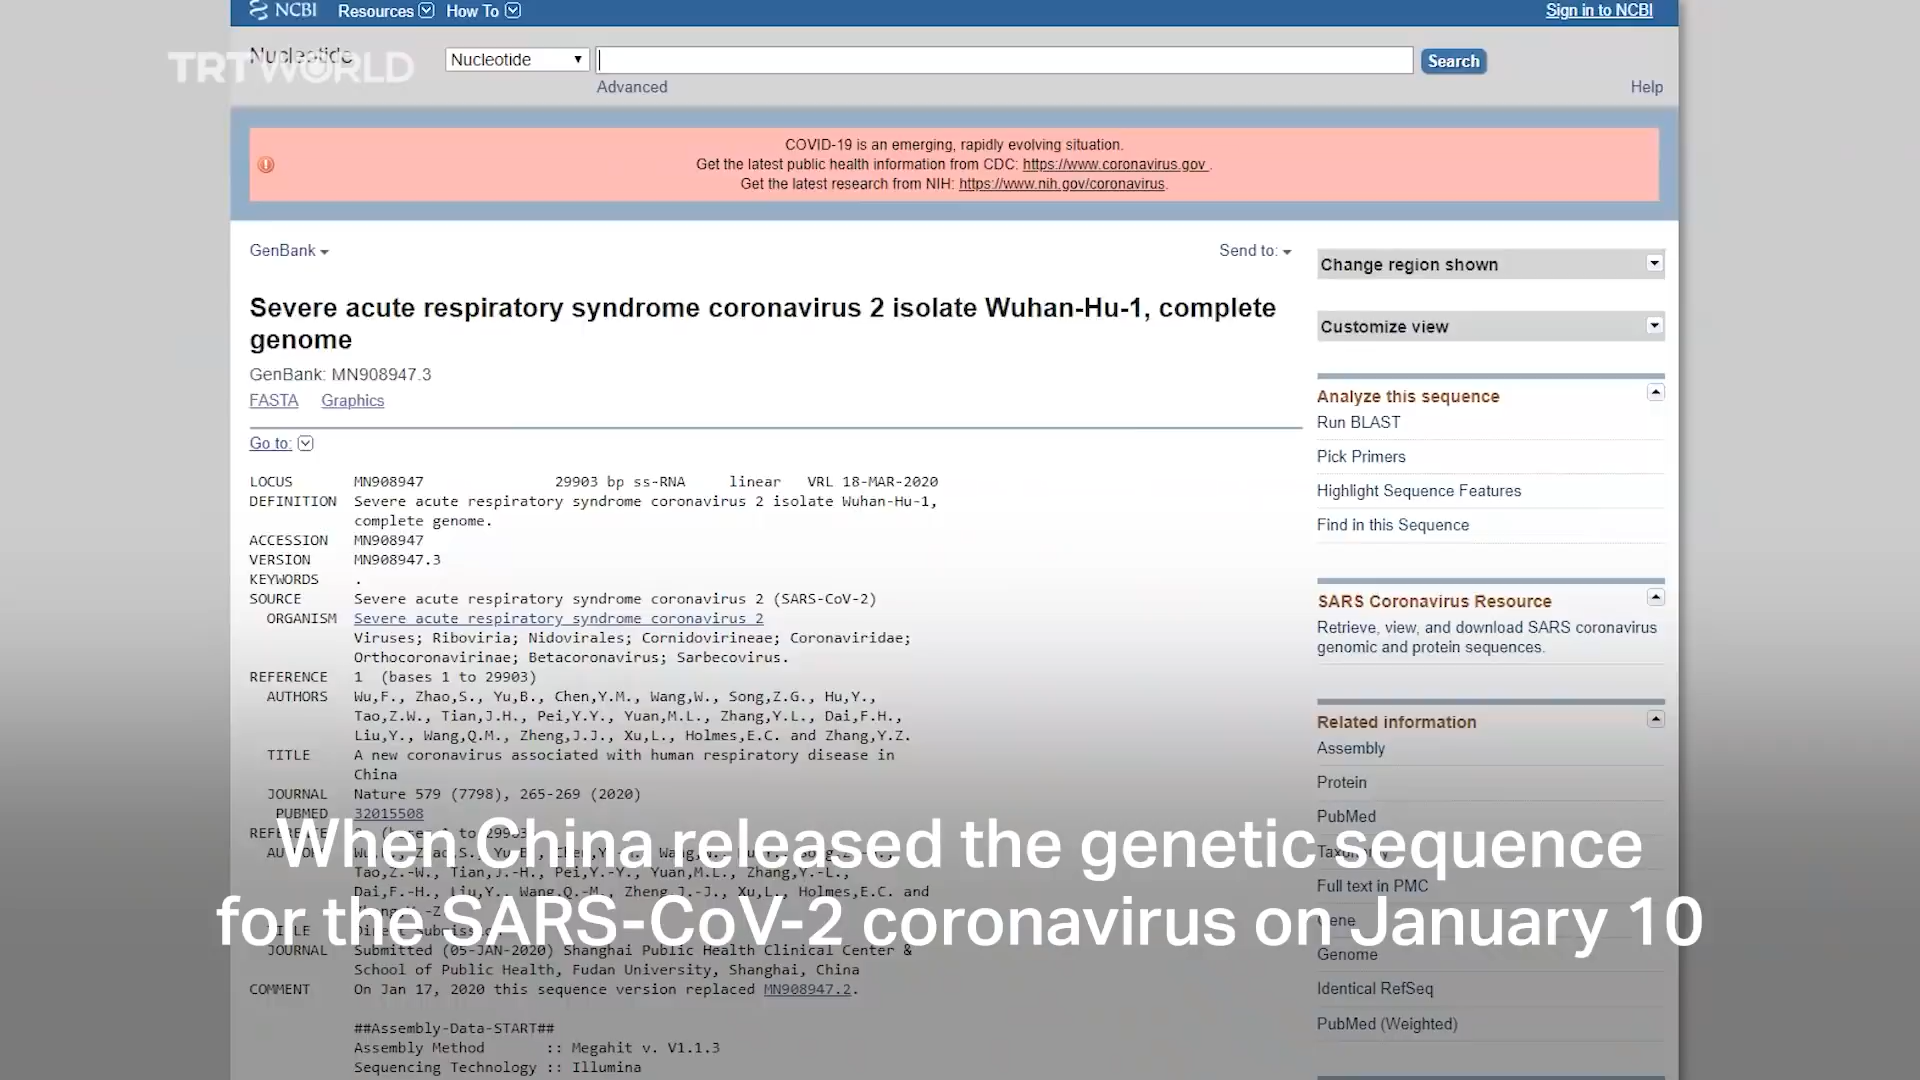 NCBI Resources How To Sign in to NCBI
Nucleotide
TRT WORLD
Nucleotide Search
Advanced Help
COVID-19 is an emerging, rapidly evolving situation.
Get the latest public health information from CDC: https://www.coronavirus.gov .
Get the latest research from NIH: https://www.nih.gov/coronavirus.
GenBank Send to:
Severe acute respiratory syndrome coronavirus 2 isolate Wuhan-Hu-1, complete
genome
GenBank: MN908947.3
FASTA Graphics
Go to:
LOCUS MN908947 29903 bp ss-RNA linear VRL 18-MAR-2020
DEFINITION Severe acute respiratory syndrome coronavirus 2 isolate Wuhan-Hu-1,
complete genome.
ACCESSION MN908947
VERSION MN908947.3
KEYWORDS .
SOURCE Severe acute respiratory syndrome coronavirus 2 (SARS-CoV-2)
ORGANISM Severe acute respiratory syndrome coronavirus 2
Viruses; Riboviria; Nidovirales; Cornidovirineae; Coronaviridae;
Orthocoronavirinae; Betacoronavirus; Sarbecovirus.
REFERENCE 1 (bases 1 to 29903)
AUTHORS Wu,F., Zhao,S., Yu,B., Chen,Y.M., Wang,W., Song,Z.G., Hu,Y.,
Tao,Z.W., Tian,J.H., Pei,Y.Y., Yuan,M.L., Zhang,Y.L., Dai,F.H.,
Liu,Y., Wang,Q.M., Zheng,J.J., Xu,L., Holmes,E.C. and Zhang,Y.Z.
TITLE A new coronavirus associated with human respiratory disease in
China
JOURNAL Nature 579 (7798), 265-269 (2020)
PUBMED 32015508
When China released the genetic sequence
Tao,Z.-W., Tian,J.-H., Pei,Y.-Y., Yuan,M.L., Zhang,Y.-L.,
Dai,F.-H., Liu,Y., Wang,Q.-M., Zheng,J.-J., Xu,L., Holmes,E.C. and
for the SARS-CoV-2 coronavirus on January 10
JOURNAL Submitted (05-JAN-2020) Shanghai Public Health Clinical Center &
School of Public Health, Fudan University, Shanghai, China
COMMENT On Jan 17, 2020 this sequence version replaced MN908947.2.
##Assembly-Data-START##
Assembly Method :: Megahit v. V1.1.3
Sequencing Technology :: Illumina
Change region shown
Customize view
Analyze this sequence
Run BLAST
Pick Primers
Highlight Sequence Features
Find in this Sequence
SARS Coronavirus Resource
Retrieve, view, and download SARS coronavirus
genomic and protein sequences.
Related information
Assembly
Protein
PubMed
Full text in PMC
Gene
Genome
Identical RefSeq
PubMed (Weighted)